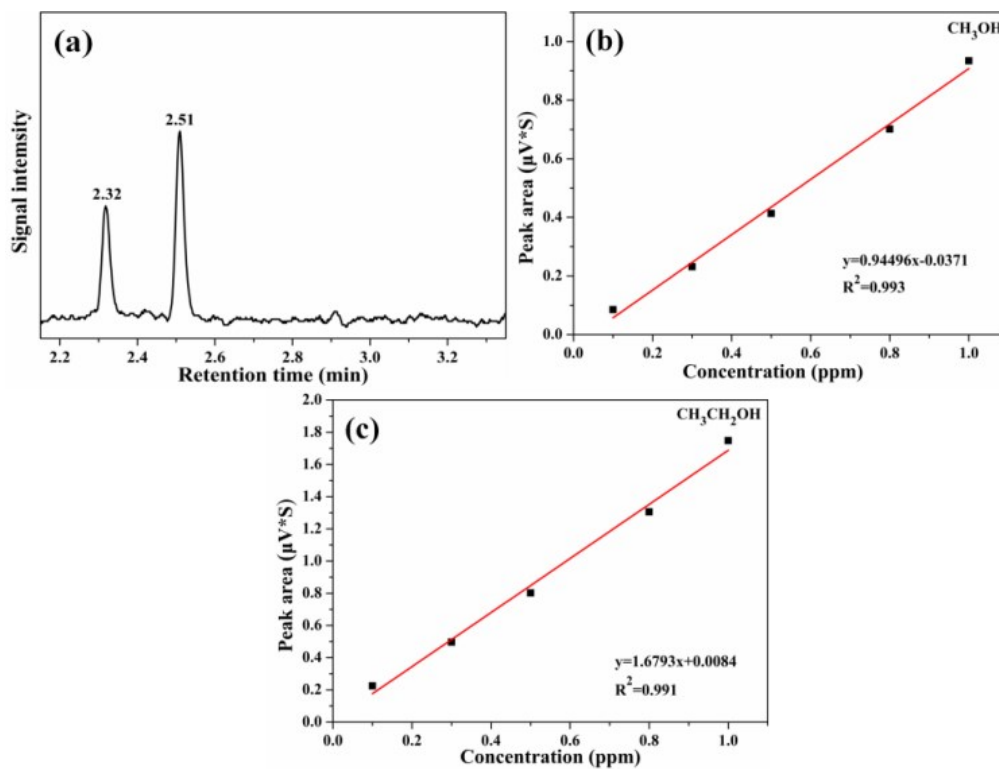 (a)
2.51
2.32
Signal intemsity
2.2 2.4 2.6 2.8 3.0 3.2
Retention time (min)
(b)
CH₃OH
1.0
0.8
0.6
0.4
0.2
0.0
Peak area (μV*S)
y=0.94496x-0.0371
R²=0.993
0.0 0.2 0.4 0.6 0.8 1.0
Concentration (ppm)
(c)
CH₃CH₂OH
2.0
1.8
1.6
1.4
1.2
1.0
0.8
0.6
0.4
0.2
0.0
Peak area (μV*S)
y=1.6793x+0.0084
R²=0.991
0.0 0.2 0.4 0.6 0.8 1.0
Concentration (ppm)